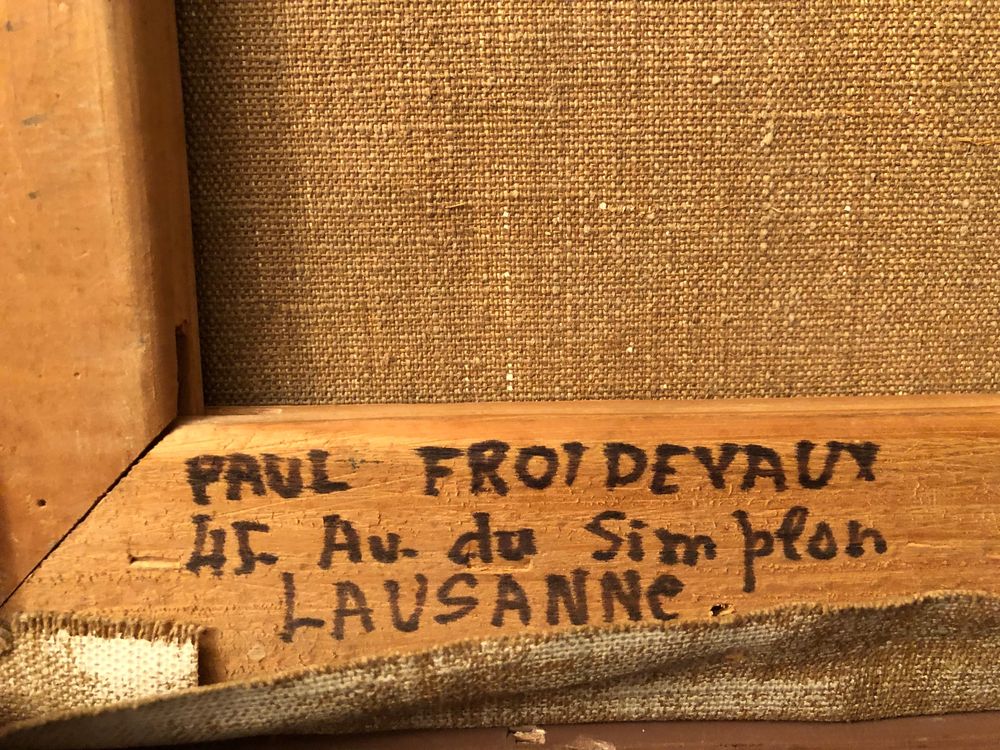 PAUL FROIDEVAUX
45 Av. du Simplon
LAUSANNe